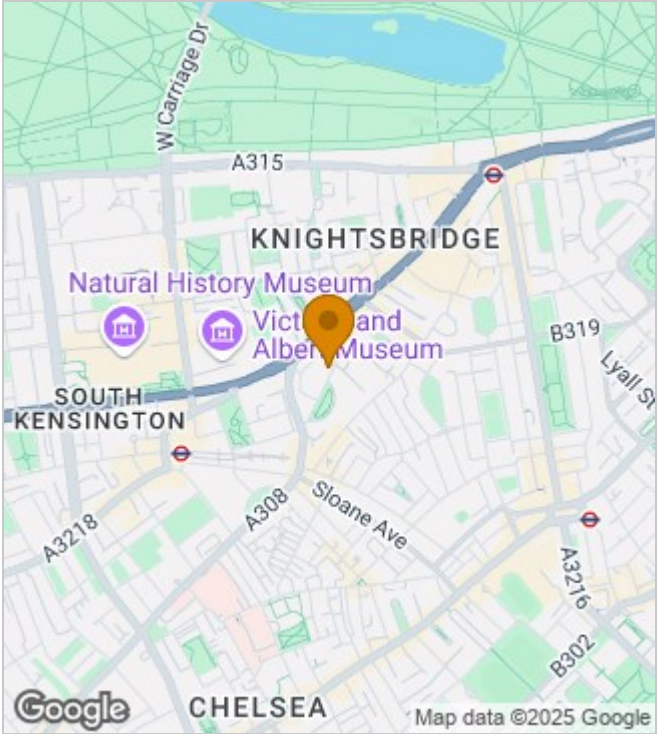 W Carriage Dr
A315
KNIGHTSBRIDGE
Natural History Museum
Vict and
Albert Museum
B319
Lyall St
SOUTH
KENSINGTON
Sloane Ave
A308
A3218
A3216
B302
CHELSEA
Google
Map data ©2025 Google